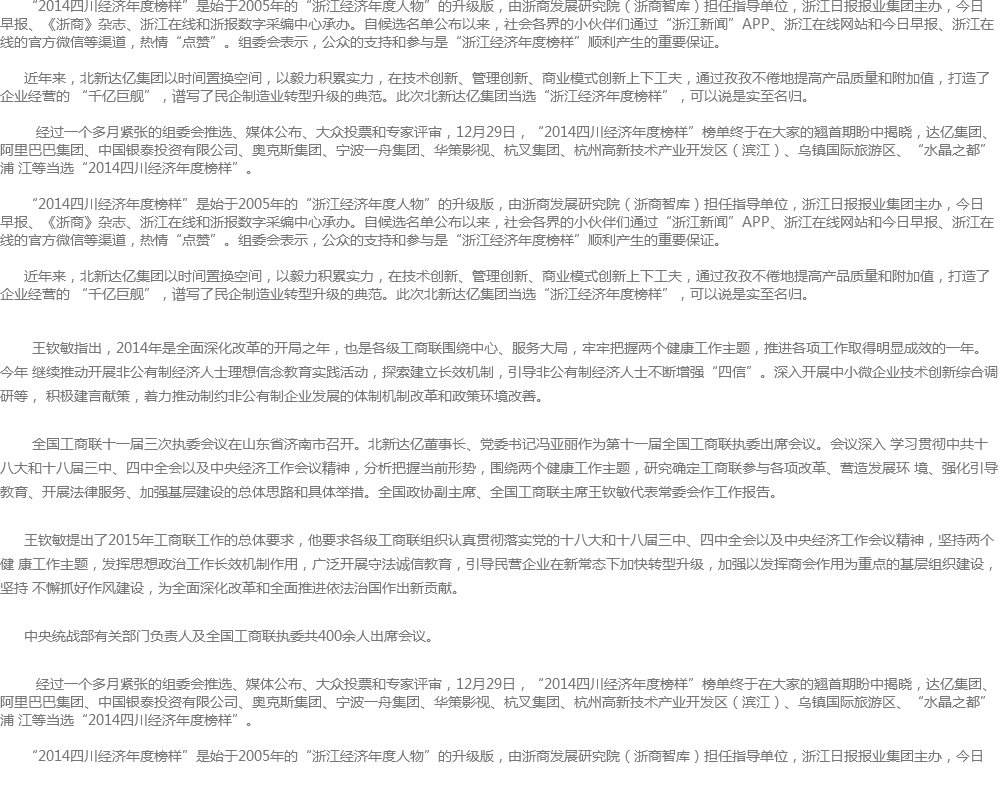 “2014四川经济年度榜样”是始于2005年的“浙江经济年度人物”的升级版，由浙商发展研究院（浙商智库）担任指导单位，浙江日报报业集团主办，今日
早报、《浙商》杂志、浙江在线和浙报数字采编中心承办。自候选名单公布以来，社会各界的小伙伴们通过“浙江新闻”APP、浙江在线网站和今日早报、浙江在
线的官方微信等渠道，热情“点赞”。组委会表示，公众的支持和参与是“浙江经济年度榜样”顺利产生的重要保证。
近年来，北新达亿集团以时间置换空间，以毅力积累实力，在技术创新、管理创新、商业模式创新上下工夫，通过孜孜不倦地提高产品质量和附加值，打造了
企业经营的 “千亿巨舰”，谱写了民企制造业转型升级的典范。此次北新达亿集团当选“浙江经济年度榜样”，可以说是实至名归。
经过一个多月紧张的组委会推选、媒体公布、大众投票和专家评审，12月29日，“2014四川经济年度榜样”榜单终于在大家的翘首期盼中揭晓，达亿集团、
阿里巴巴集团、中国银泰投资有限公司、奥克斯集团、宁波一舟集团、华策影视、杭叉集团、杭州高新技术产业开发区（滨江）、乌镇国际旅游区、“水晶之都”
浦 江等当选“2014四川经济年度榜样”。
“2014四川经济年度榜样”是始于2005年的“浙江经济年度人物”的升级版，由浙商发展研究院（浙商智库）担任指导单位，浙江日报报业集团主办，今日
早报、《浙商》杂志、浙江在线和浙报数字采编中心承办。自候选名单公布以来，社会各界的小伙伴们通过“浙江新闻”APP、浙江在线网站和今日早报、浙江在
线的官方微信等渠道，热情“点赞”。组委会表示，公众的支持和参与是“浙江经济年度榜样”顺利产生的重要保证。
近年来，北新达亿集团以时间置换空间，以毅力积累实力，在技术创新、管理创新、商业模式创新上下工夫，通过孜孜不倦地提高产品质量和附加值，打造了
企业经营的 “千亿巨舰”，谱写了民企制造业转型升级的典范。此次北新达亿集团当选“浙江经济年度榜样”，可以说是实至名归。
王钦敏指出，2014年是全面深化改革的开局之年，也是各级工商联围绕中心、服务大局，牢牢把握两个健康工作主题，推进各项工作取得明显成效的一年。
今年 继续推动开展非公有制经济人士理想信念教育实践活动，探索建立长效机制，引导非公有制经济人士不断增强“四信”。深入开展中小微企业技术创新综合调
研等， 积极建言献策，着力推动制约非公有制企业发展的体制机制改革和政策环境改善。
全国工商联十一届三次执委会议在山东省济南市召开。北新达亿董事长、党委书记冯亚丽作为第十一届全国工商联执委出席会议。会议深入 学习贯彻中共十
八大和十八届三中、四中全会以及中央经济工作会议精神，分析把握当前形势，围绕两个健康工作主题，研究确定工商联参与各项改革、营造发展环 境、强化引导
教育、开展法律服务、加强基层建设的总体思路和具体举措。全国政协副主席、全国工商联主席王钦敏代表常委会作工作报告。
王钦敏提出了2015年工商联工作的总体要求，他要求各级工商联组织认真贯彻落实党的十八大和十八届三中、四中全会以及中央经济工作会议精神，坚持两个
健 康工作主题，发挥思想政治工作长效机制作用，广泛开展守法诚信教育，引导民营企业在新常态下加快转型升级，加强以发挥商会作用为重点的基层组织建设，
坚持 不懈抓好作风建设，为全面深化改革和全面推进依法治国作出新贡献。
中央统战部有关部门负责人及全国工商联执委共400余人出席会议。
经过一个多月紧张的组委会推选、媒体公布、大众投票和专家评审，12月29日，“2014四川经济年度榜样”榜单终于在大家的翘首期盼中揭晓，达亿集团、
阿里巴巴集团、中国银泰投资有限公司、奥克斯集团、宁波一舟集团、华策影视、杭叉集团、杭州高新技术产业开发区（滨江）、乌镇国际旅游区、“水晶之都”
浦 江等当选“2014四川经济年度榜样”。
“2014四川经济年度榜样”是始于2005年的“浙江经济年度人物”的升级版，由浙商发展研究院（浙商智库）担任指导单位，浙江日报报业集团主办，今日